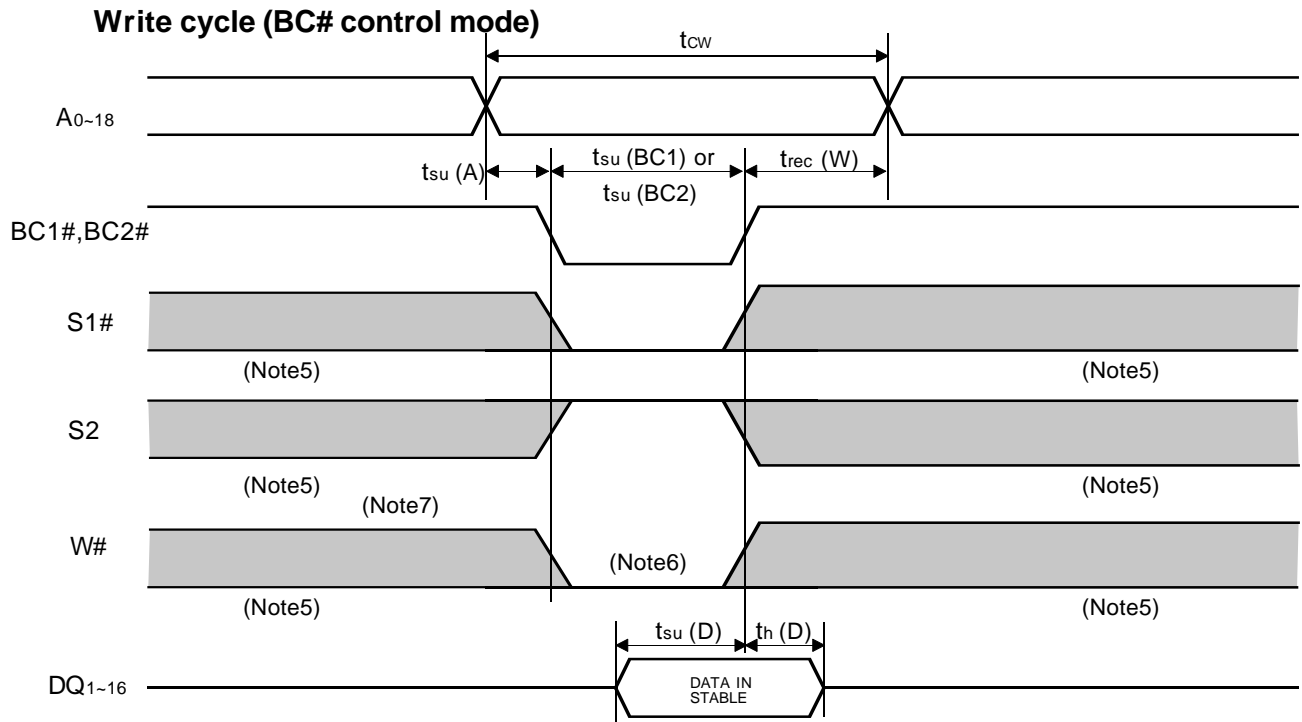 Write cycle (BC# control mode)
tCW
A0~18
tsu (A)
tsu (BC1) or
tsu (BC2)
trec (W)
BC1#,BC2#
S1#
(Note5)
(Note5)
S2
(Note5)
(Note5)
(Note7)
W#
(Note6)
(Note5)
(Note5)
tsu (D)
th (D)
DQ1~16
DATA IN
STABLE